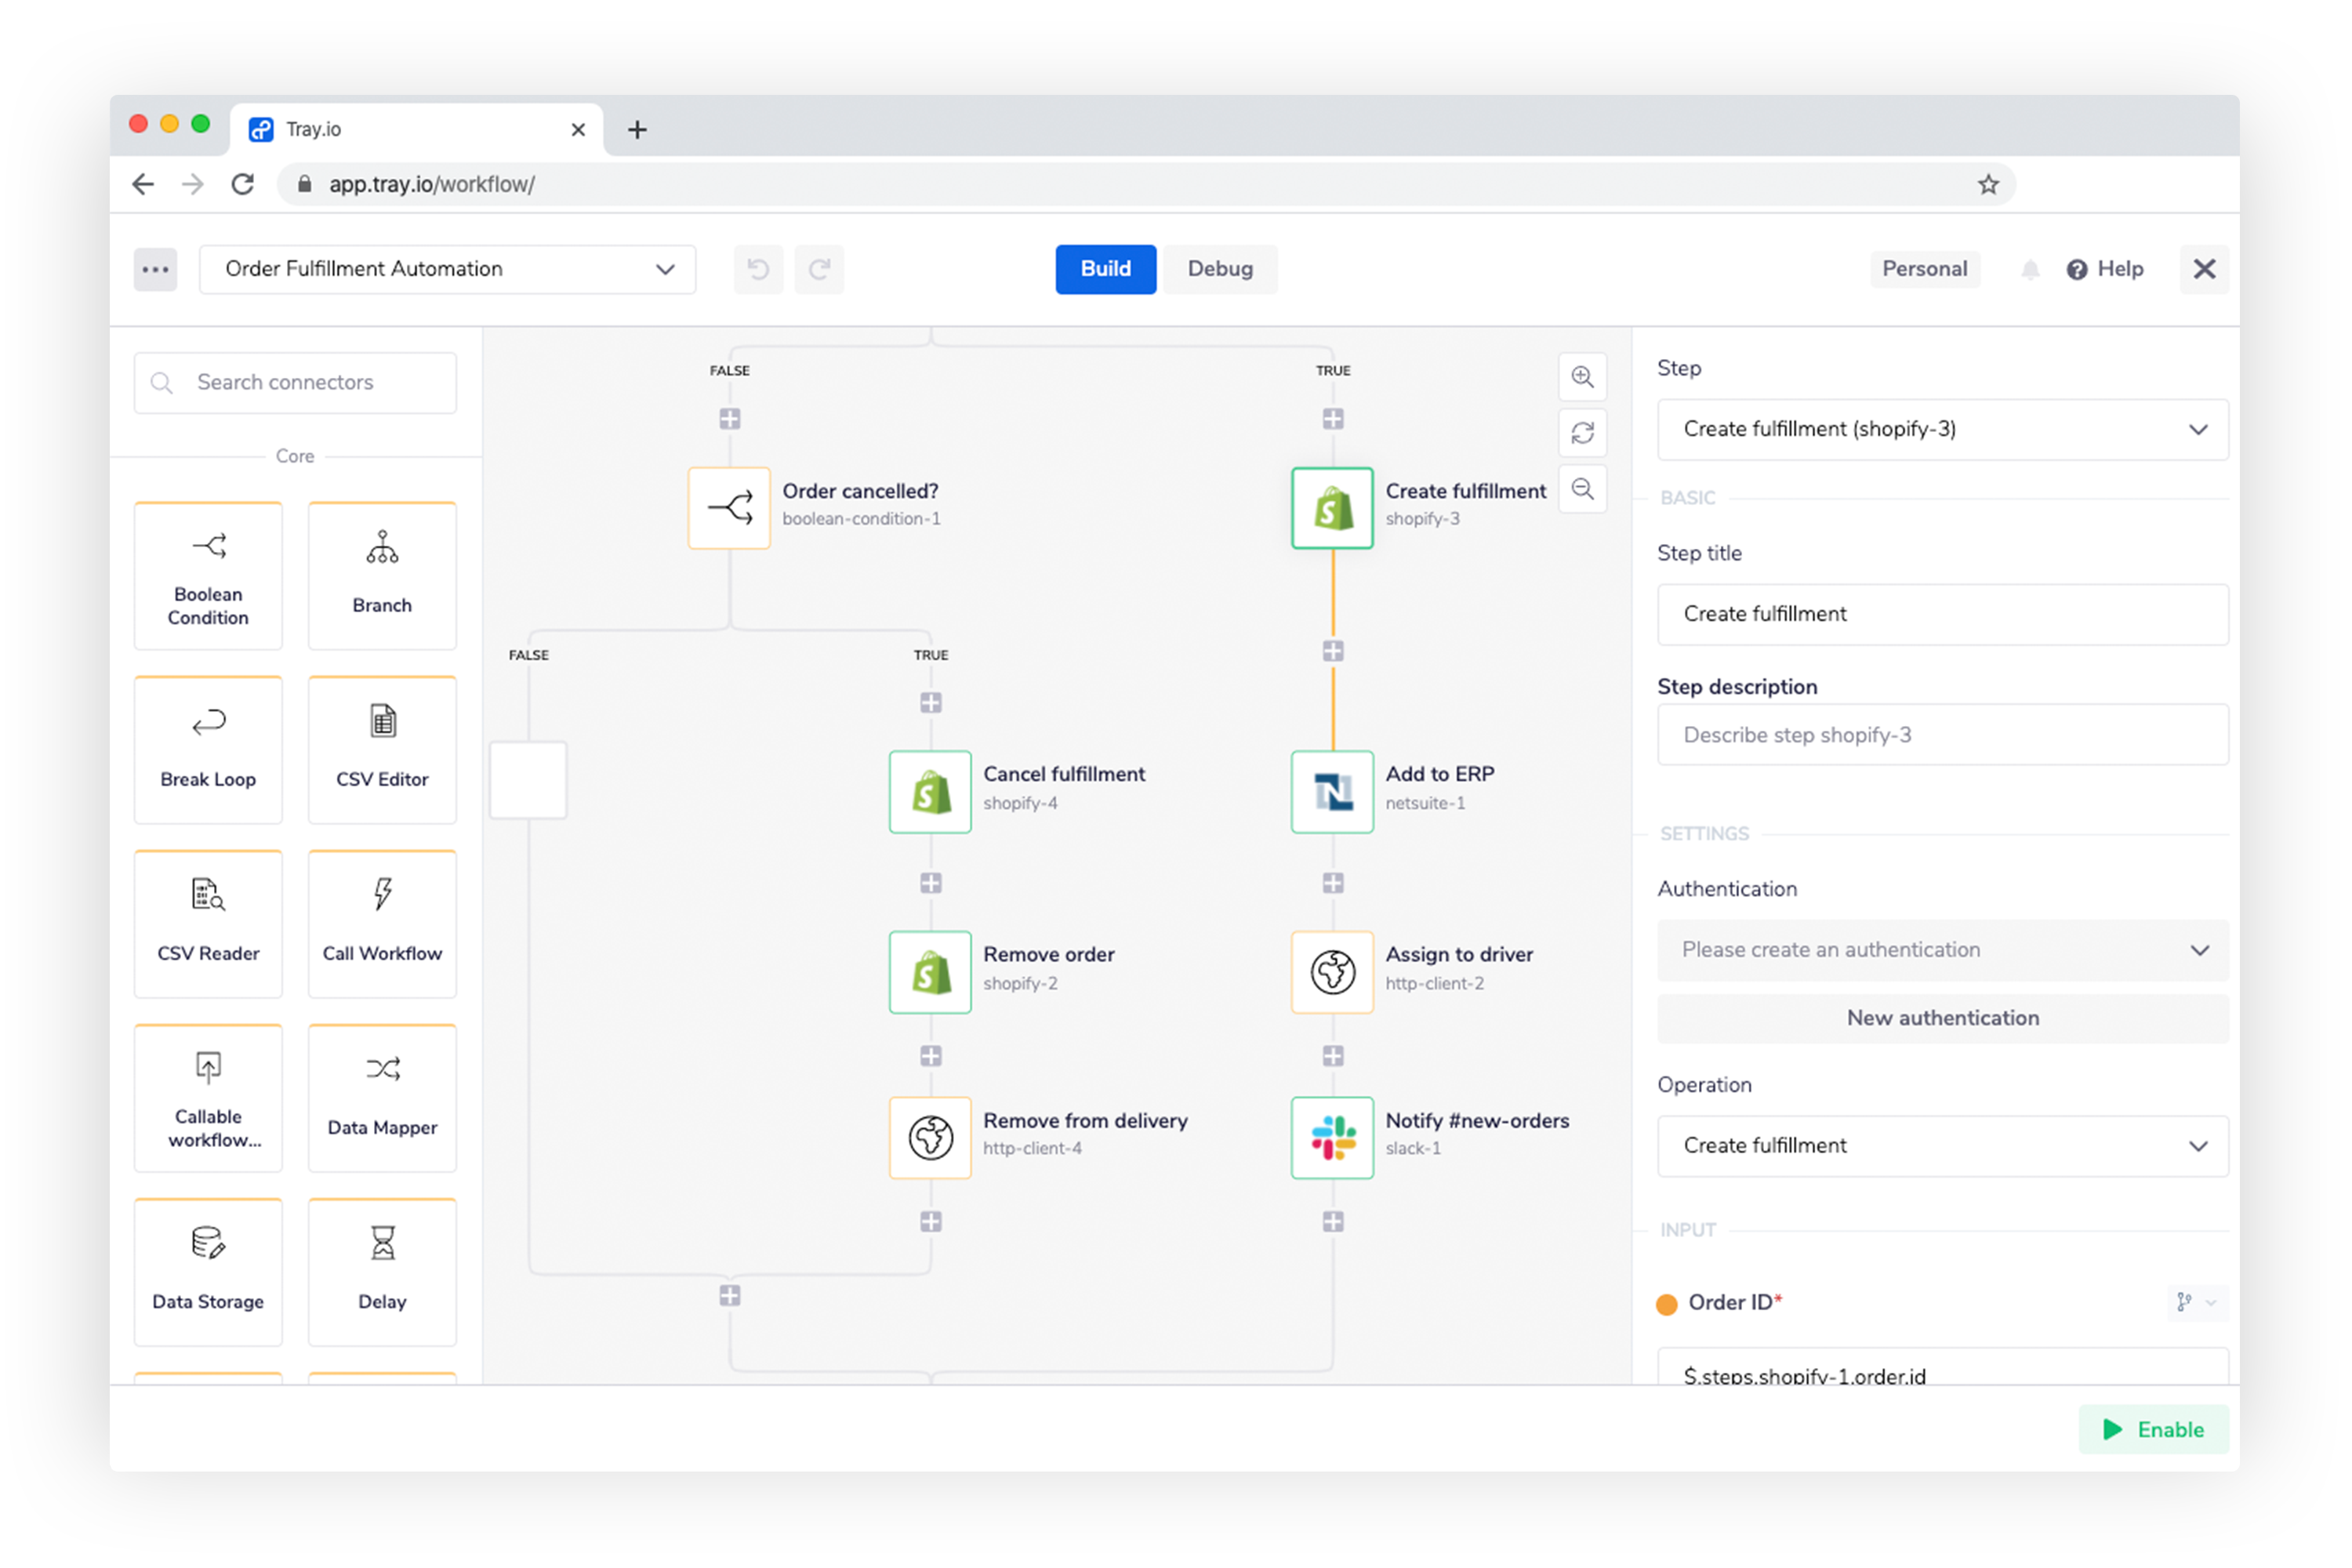 Tray.io
app.tray.io/workflow/
Order Fulfillment Automation
Build
Debug
Personal
Help
Search connectors
Core
Boolean
Condition
Branch
Break Loop
CSV Editor
CSV Reader
Call Workflow
Callable
workflow...
Data Mapper
Data Storage
Delay
FALSE
TRUE
Order cancelled?
boolean-condition-1
Create fulfillment
shopify-3
FALSE
TRUE
Cancel fulfillment
shopify-4
Add to ERP
netsuite-1
Remove order
shopify-2
Assign to driver
http-client-2
Remove from delivery
http-client-4
Notify #new-orders
slack-1
Step
Create fulfillment (shopify-3)
BASIC
Step title
Create fulfillment
Step description
Describe step shopify-3
SETTINGS
Authentication
Please create an authentication
New authentication
Operation
Create fulfillment
INPUT
Order ID*
$.steps.shopify-1.order.id
Enable